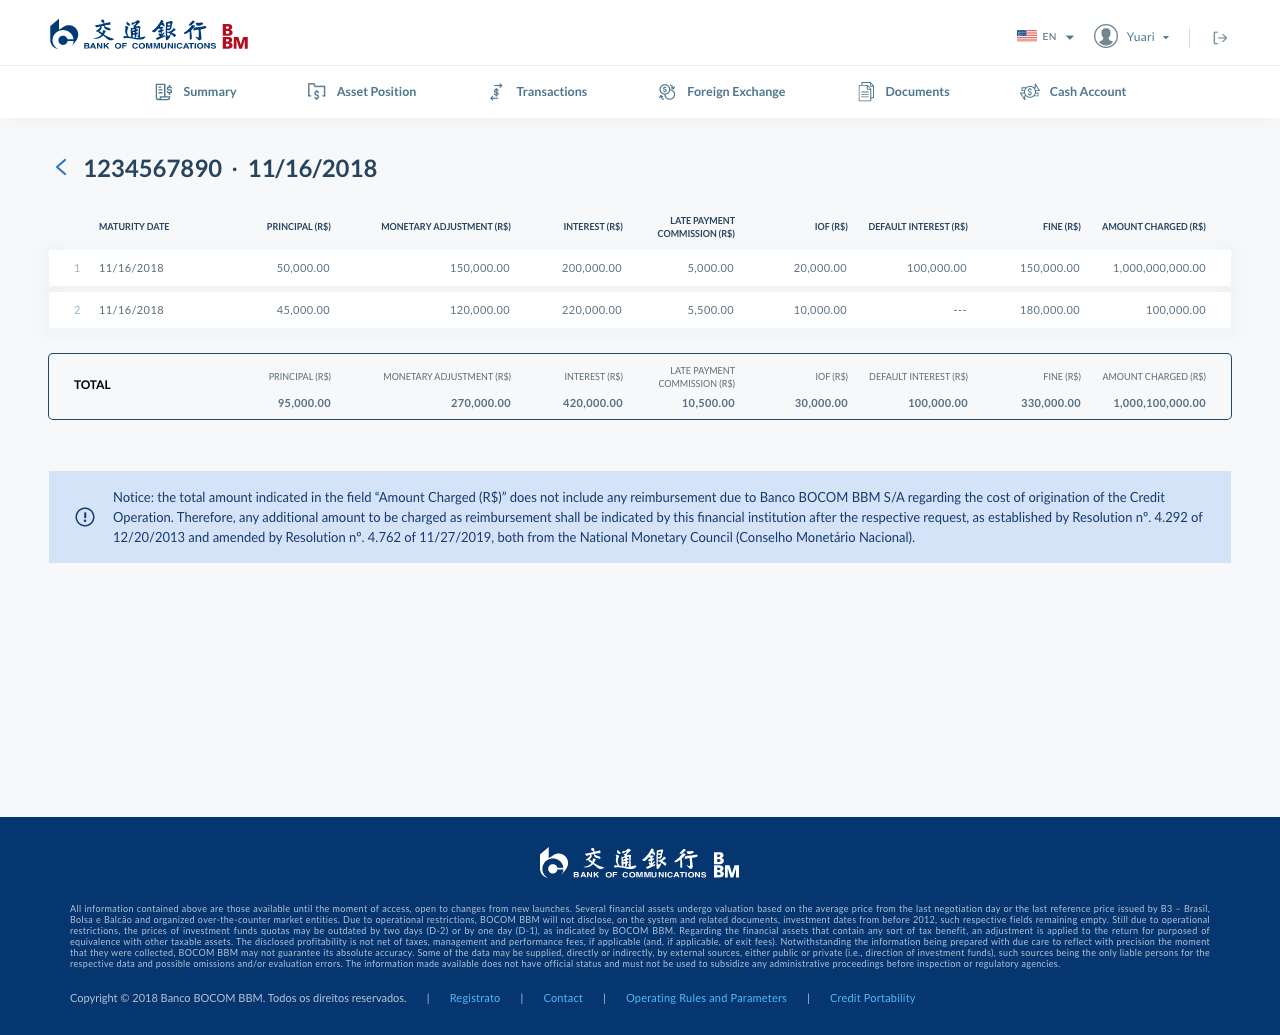 交通銀行 B
BANK OF COMMUNICATIONS BM
EN Yuari
Summary Asset Position Transactions Foreign Exchange Documents Cash Account
1234567890 · 11/16/2018
MATURITY DATE PRINCIPAL (R$) MONETARY ADJUSTMENT (R$) INTEREST (R$) LATE PAYMENT COMMISSION (R$) IOF (R$) DEFAULT INTEREST (R$) FINE (R$) AMOUNT CHARGED (R$)
1 11/16/2018 50,000.00 150,000.00 200,000.00 5,000.00 20,000.00 100,000.00 150,000.00 1,000,000,000.00
2 11/16/2018 45,000.00 120,000.00 220,000.00 5,500.00 10,000.00 --- 180,000.00 100,000.00
TOTAL PRINCIPAL (R$) MONETARY ADJUSTMENT (R$) INTEREST (R$) LATE PAYMENT COMMISSION (R$) IOF (R$) DEFAULT INTEREST (R$) FINE (R$) AMOUNT CHARGED (R$)
95,000.00 270,000.00 420,000.00 10,500.00 30,000.00 100,000.00 330,000.00 1,000,100,000.00
Notice: the total amount indicated in the field “Amount Charged (R$)” does not include any reimbursement due to Banco BOCOM BBM S/A regarding the cost of origination of the Credit
Operation. Therefore, any additional amount to be charged as reimbursement shall be indicated by this financial institution after the respective request, as established by Resolution nº. 4.292 of
12/20/2013 and amended by Resolution nº. 4.762 of 11/27/2019, both from the National Monetary Council (Conselho Monetário Nacional).
交通銀行 B
BANK OF COMMUNICATIONS BM
All information contained above are those available until the moment of access, open to changes from new launches. Several financial assets undergo valuation based on the average price from the last negotiation day or the last reference price issued by B3 – Brasil,
Bolsa e Balcão and organized over-the-counter market entities. Due to operational restrictions, BOCOM BBM will not disclose, on the system and related documents, investment dates from before 2012, such respective fields remaining empty. Still due to operational
restrictions, the prices of investment funds quotas may be outdated by two days (D-2) or by one day (D-1), as indicated by BOCOM BBM. Regarding the financial assets that contain any sort of tax benefit, an adjustment is applied to the return for purposed of
equivalence with other taxable assets. The disclosed profitability is not net of taxes, management and performance fees, if applicable (and, if applicable, of exit fees). Notwithstanding the information being prepared with due care to reflect with precision the moment
that they were collected, BOCOM BBM may not guarantee its absolute accuracy. Some of the data may be supplied, directly or indirectly, by external sources, either public or private (i.e., direction of investment funds), such sources being the only liable persons for the
respective data and possible omissions and/or evaluation errors. The information made available does not have official status and must not be used to subsidize any administrative proceedings before inspection or regulatory agencies.
Copyright © 2018 Banco BOCOM BBM. Todos os direitos reservados. | Registrato | Contact | Operating Rules and Parameters | Credit Portability